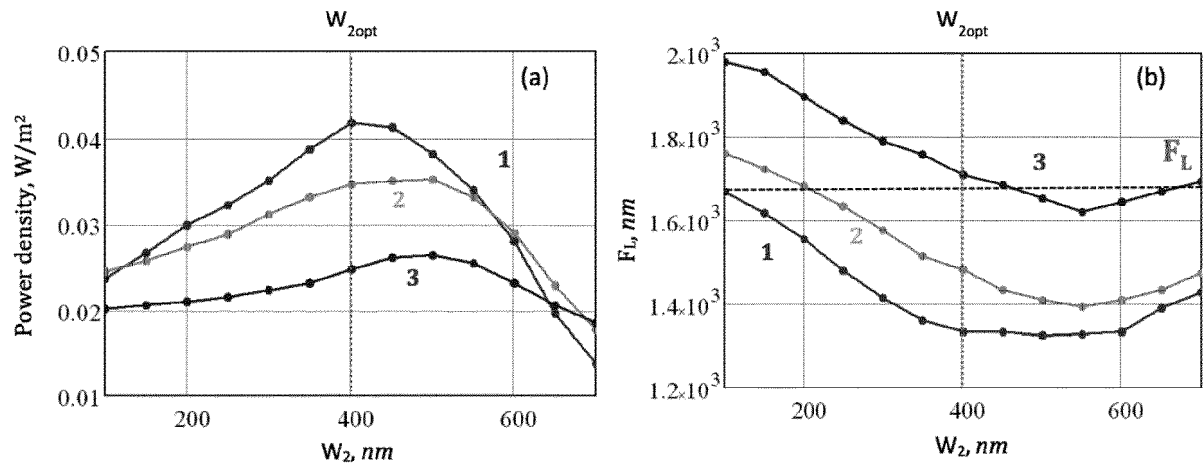 W2opt
(a)
Power density, W/m²
0.05
0.04
0.03
0.02
0.01
1
2
3
200
400
600
W2, nm
W2opt
(b)
FL, nm
2×10³
1.8×10³
1.6×10³
1.4×10³
1.2×10³
3
FL
2
1
200
400
600
W2, nm